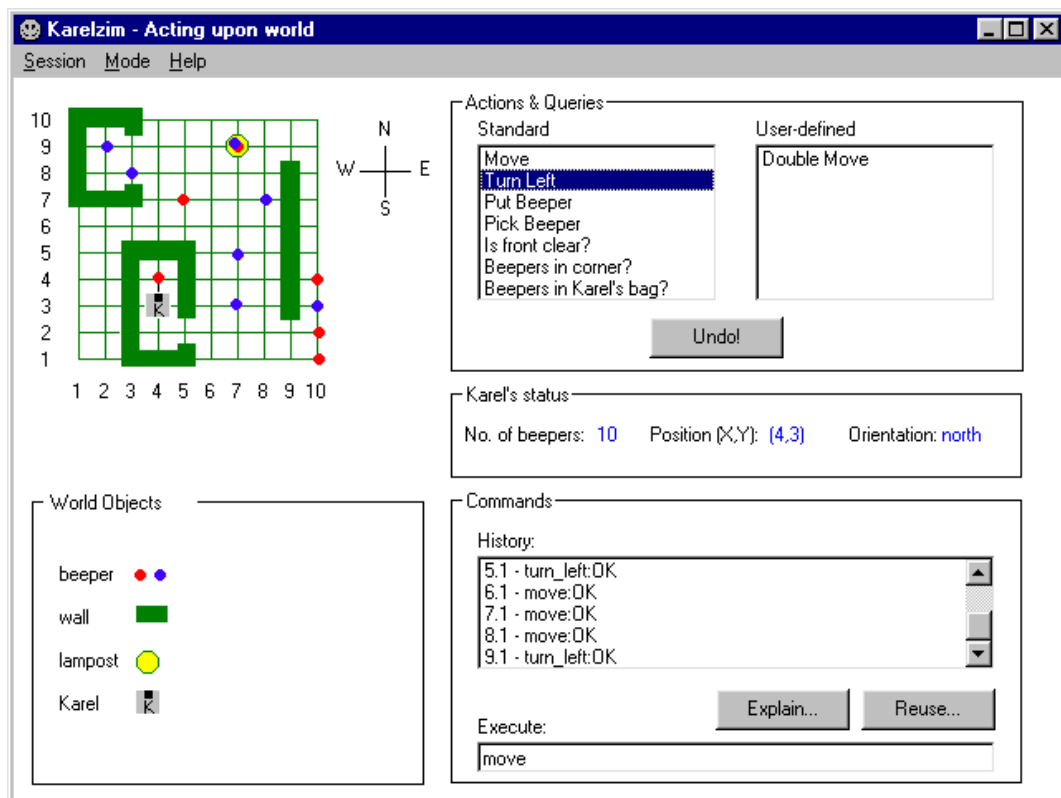 Karelzim - Acting upon world
Session Mode Help
10
9
8
7
6
5
4
3
2
1
1 2 3 4 5 6 7 8 9 10
K
N
W E
S
Actions & Queries
Standard
Move
Turn Left
Put Beeper
Pick Beeper
Is front clear?
Beepers in corner?
Beepers in Karel's bag?
User-defined
Double Move
Undo!
Karel's status
No. of beepers: 10 Position (X,Y): (4,3) Orientation: north
World Objects
beeper
wall
lampost
Karel K
Commands
History:
5.1 - turn_left:OK
6.1 - move:OK
7.1 - move:OK
8.1 - move:OK
9.1 - turn_left:OK
Explain... Reuse...
Execute:
move